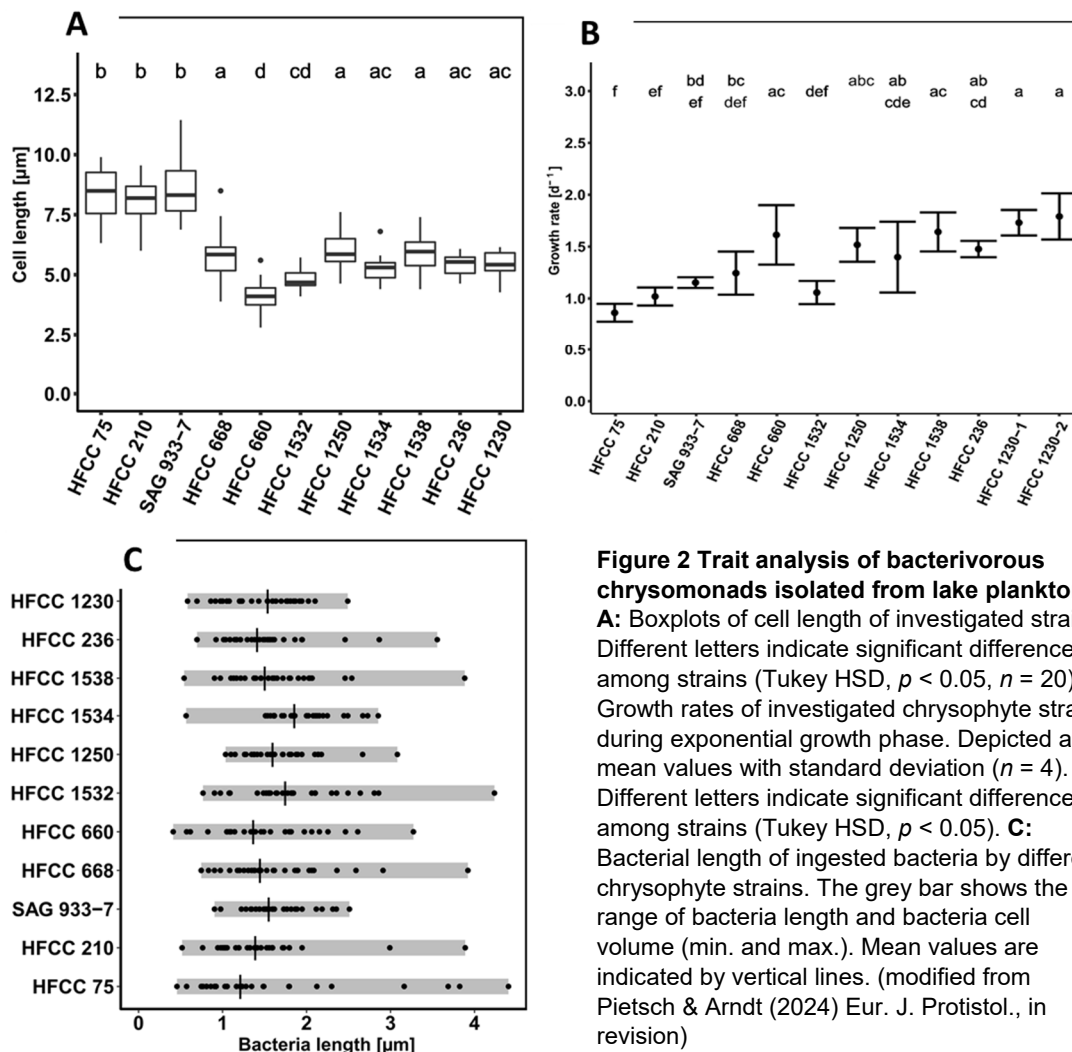 A
b b b a d cd a ac a ac ac
Cell length [µm]
12.5
10.0
7.5
5.0
2.5
0.0
HFCC 75
HFCC 210
SAG 933−7
HFCC 668
HFCC 660
HFCC 1532
HFCC 1250
HFCC 1534
HFCC 1538
HFCC 236
HFCC 1230
B
f ef bd bc ac def abc ab ac ab a a
ef def cde cd
Growth rate [d⁻¹]
3.0
2.5
2.0
1.5
1.0
0.5
0.0
HFCC 75
HFCC 210
SAG 933−7
HFCC 668
HFCC 660
HFCC 1532
HFCC 1250
HFCC 1534
HFCC 1538
HFCC 236
HFCC 1230−1
HFCC 1230−2
C
HFCC 1230
HFCC 236
HFCC 1538
HFCC 1534
HFCC 1250
HFCC 1532
HFCC 660
HFCC 668
SAG 933−7
HFCC 210
HFCC 75
0 1 2 3 4
Bacteria length [µm]
Figure 2 Trait analysis of bacterivorous
chrysomonads isolated from lake plankto
A: Boxplots of cell length of investigated strai
Different letters indicate significant difference
among strains (Tukey HSD, p < 0.05, n = 20)
Growth rates of investigated chrysophyte stra
during exponential growth phase. Depicted a
mean values with standard deviation (n = 4).
Different letters indicate significant difference
among strains (Tukey HSD, p < 0.05). C:
Bacterial length of ingested bacteria by differe
chrysophyte strains. The grey bar shows the
range of bacteria length and bacteria cell
volume (min. and max.). Mean values are
indicated by vertical lines. (modified from
Pietsch & Arndt (2024) Eur. J. Protistol., in
revision)